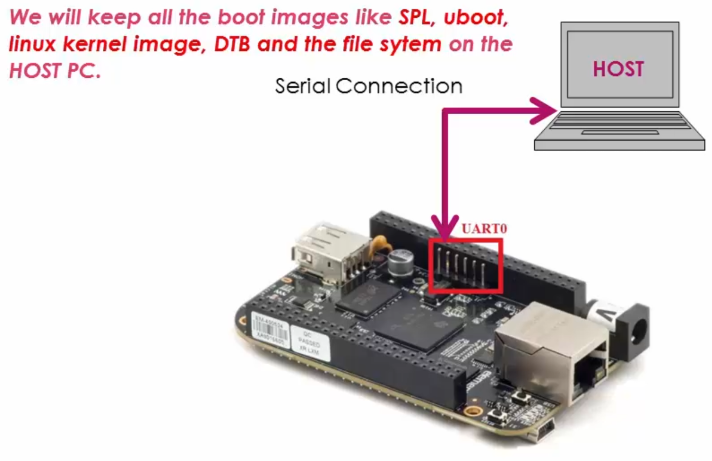 We will keep all the boot images like SPL, uboot,
linux kernel image, DTB and the file sytem on the
HOST PC.
Serial Connection
HOST
UART0